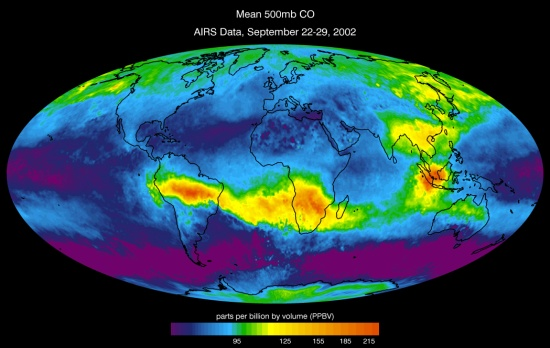 Mean 500mb CO
AIRS Data, September 22-29, 2002
parts per billion by volume (PPBV)
95 125 155 185 215